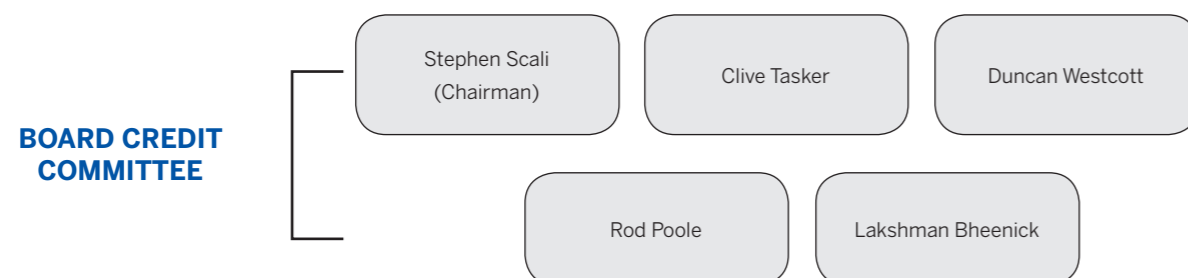 Stephen Scali
(Chairman)
Clive Tasker
Duncan Westcott
BOARD CREDIT
COMMITTEE
Rod Poole
Lakshman Bheenick